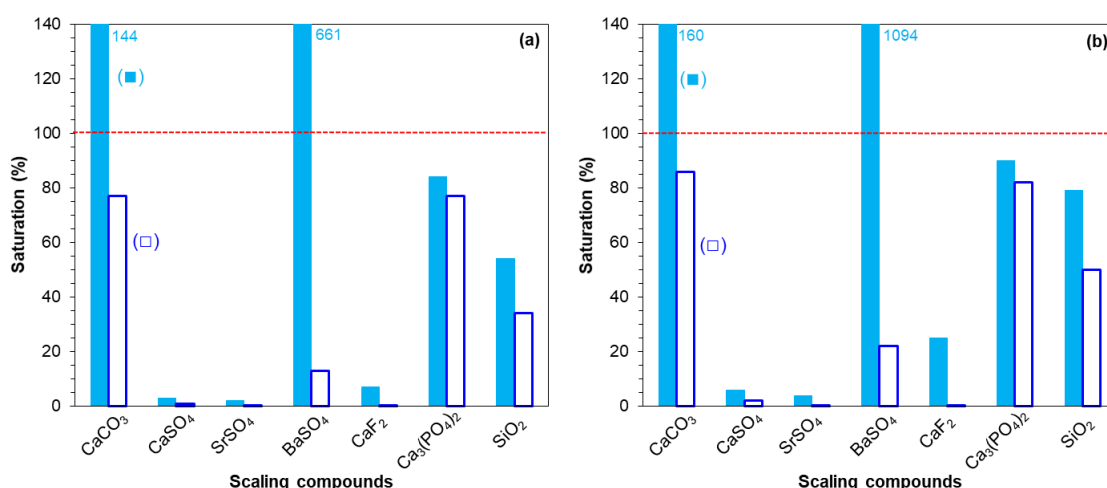 140
120
100
80
60
40
20
0
Saturation (%)
144
661
(a)
(■)
(□)
CaCO₃
CaSO₄
SrSO₄
BaSO₄
CaF₂
Ca₃(PO₄)₂
SiO₂
Scaling compounds
140
120
100
80
60
40
20
0
Saturation (%)
160
1094
(b)
(■)
(□)
CaCO₃
CaSO₄
SrSO₄
BaSO₄
CaF₂
Ca₃(PO₄)₂
SiO₂
Scaling compounds